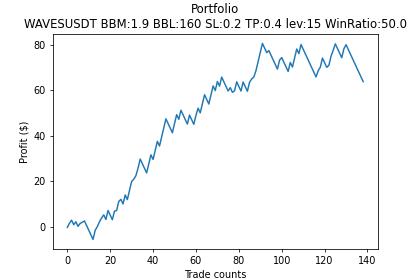 Portfolio
WAVESUSDT BBM:1.9 BBL:160 SL:0.2 TP:0.4 lev:15 WinRatio:50.0
80
60
40
20
0
Profit ($)
0 20 40 60 80 100 120 140
Trade counts